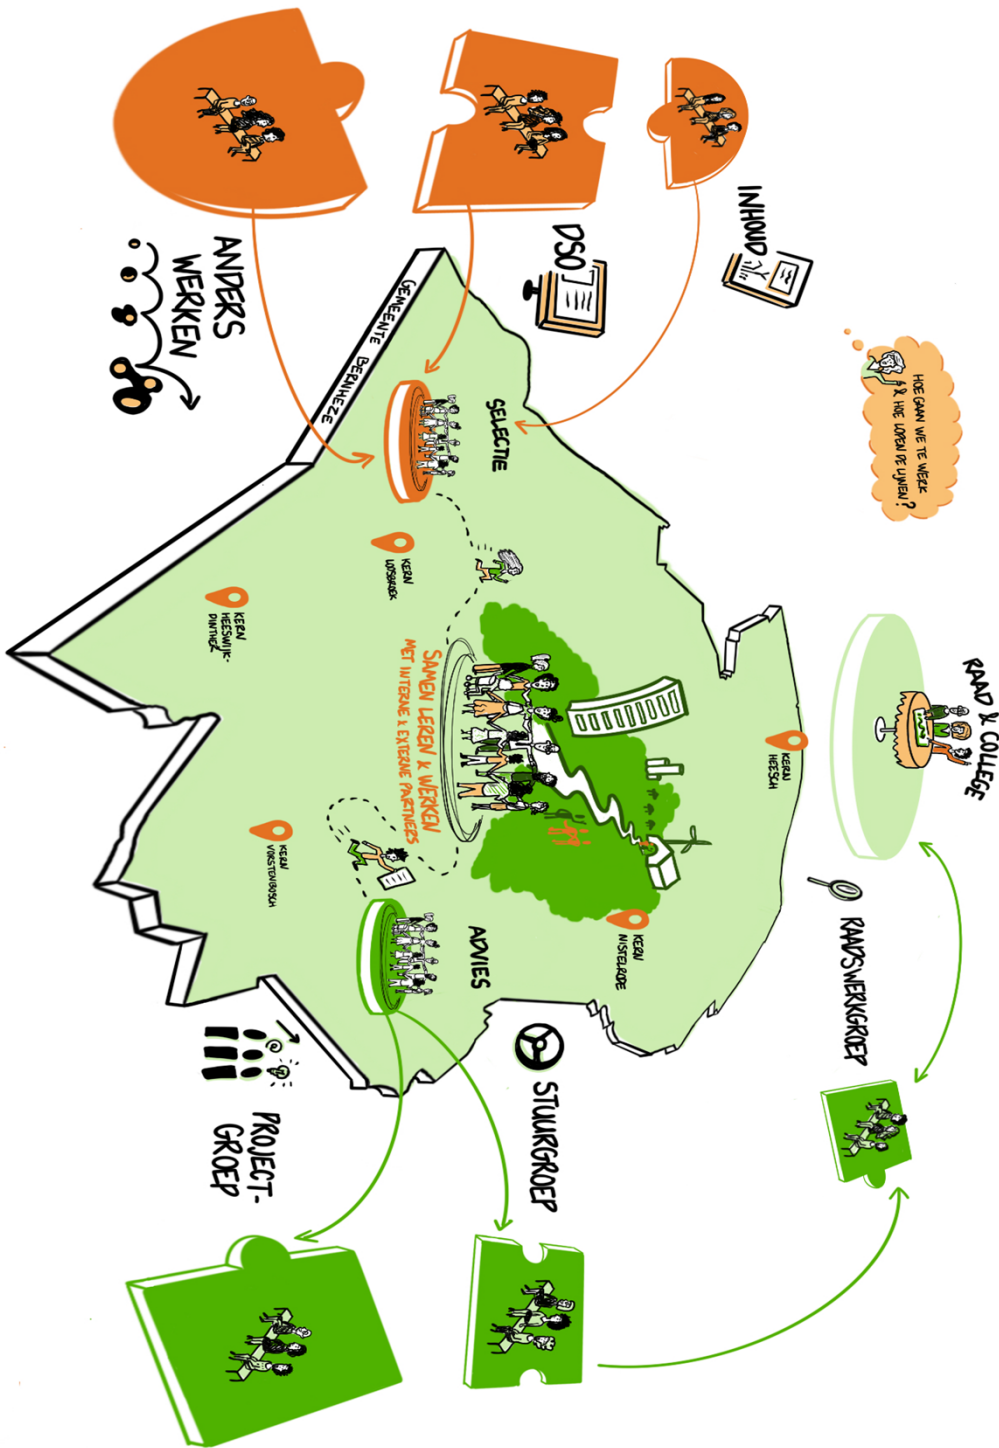 HOE GAAN WE TE WERK
& HOE LOPEN DE LIJNEN?
RAAD & COLLEGE
INHOUD
DSO
ANDERS
WERKEN
GEMEENTE BERNHEZE
SELECTIE
KERN
LOOSBROEK
KERN
HEESWIJK-
DINTHER
SAMEN LEREN & WERKEN
MET INTERNE & EXTERNE PARTNERS
KERN
HEESCH
KERN
VORSTENBOSCH
KERN
NISTELRODE
ADVIES
RAADSWERKGROEP
STUURGROEP
PROJECT-
GROEP